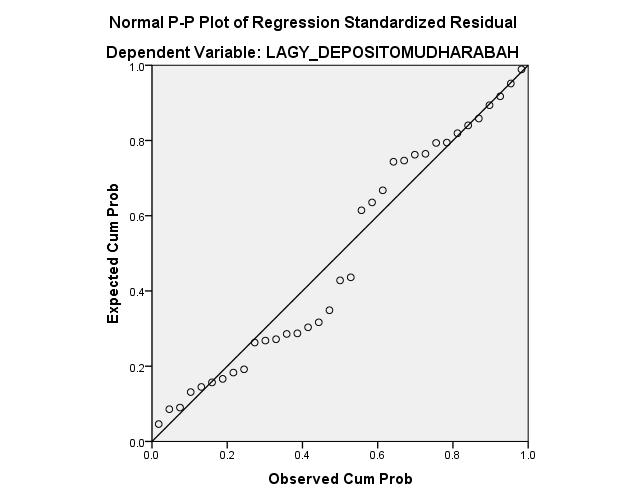 Normal P-P Plot of Regression Standardized Residual
Dependent Variable: LAGY_DEPOSITOMUDHARABAH
1.0
0.8
0.6
0.4
0.2
0.0
Expected Cum Prob
0.0 0.2 0.4 0.6 0.8 1.0
Observed Cum Prob